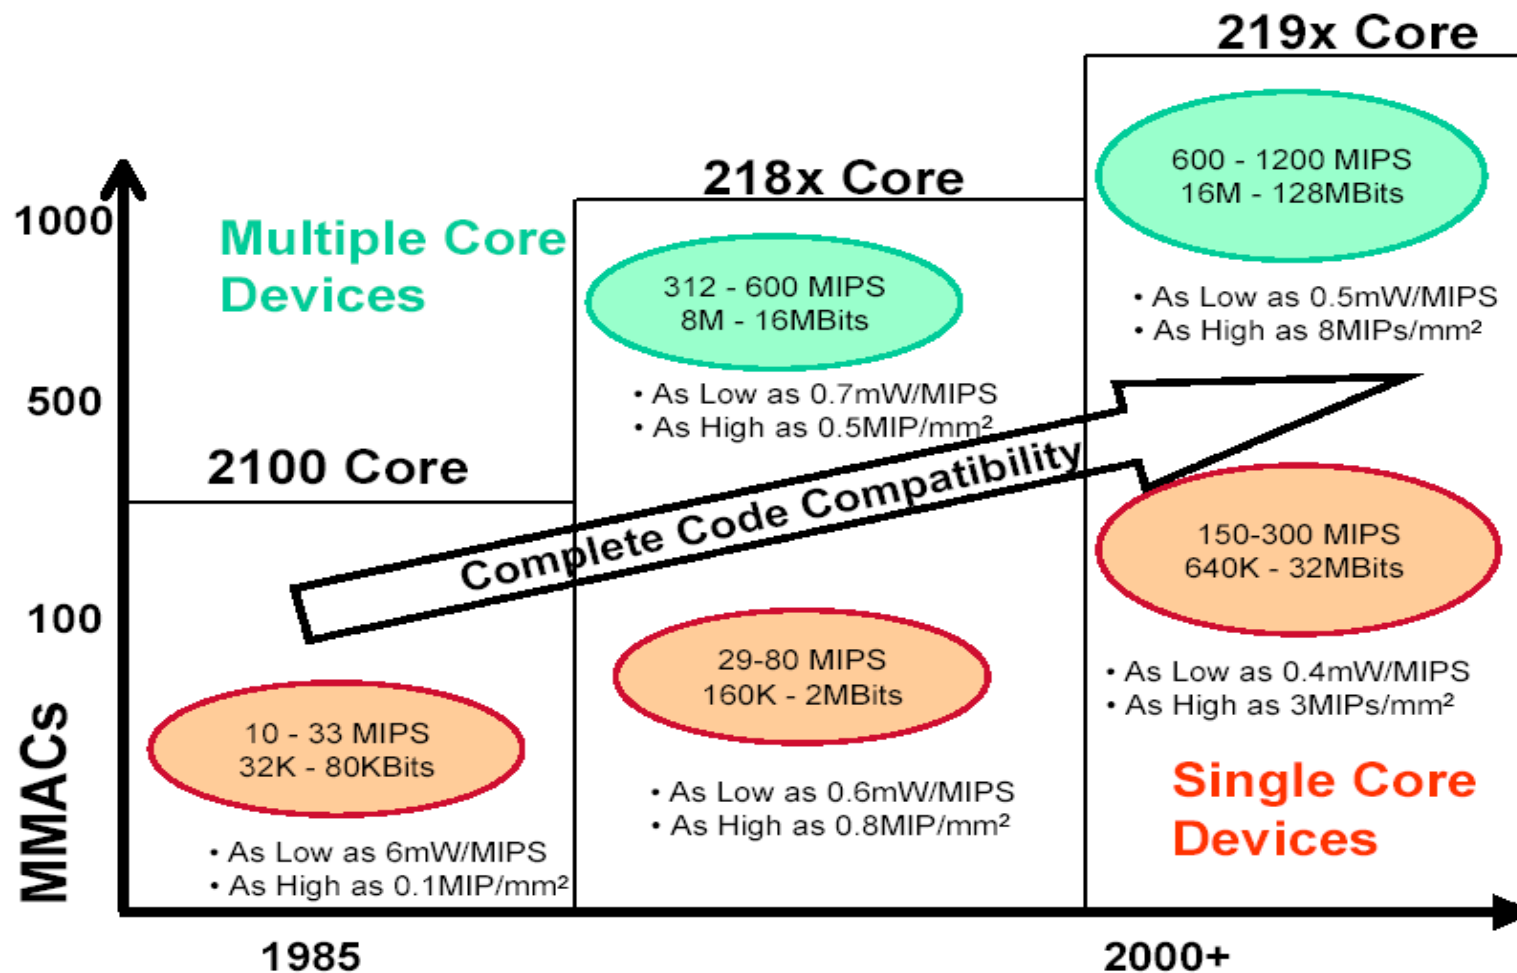 219x Core
600 - 1200 MIPS
16M - 128MBits
• As Low as 0.5mW/MIPS
• As High as 8MIPs/mm²
218x Core
312 - 600 MIPS
8M - 16MBits
• As Low as 0.7mW/MIPS
• As High as 0.5MIP/mm²
Multiple Core
Devices
1000
500
100
MMACs
2100 Core
Complete Code Compatibility
10 - 33 MIPS
32K - 80KBits
• As Low as 6mW/MIPS
• As High as 0.1MIP/mm²
29-80 MIPS
160K - 2MBits
• As Low as 0.6mW/MIPS
• As High as 0.8MIP/mm²
150-300 MIPS
640K - 32MBits
• As Low as 0.4mW/MIPS
• As High as 3MIPs/mm²
Single Core
Devices
1985
2000+